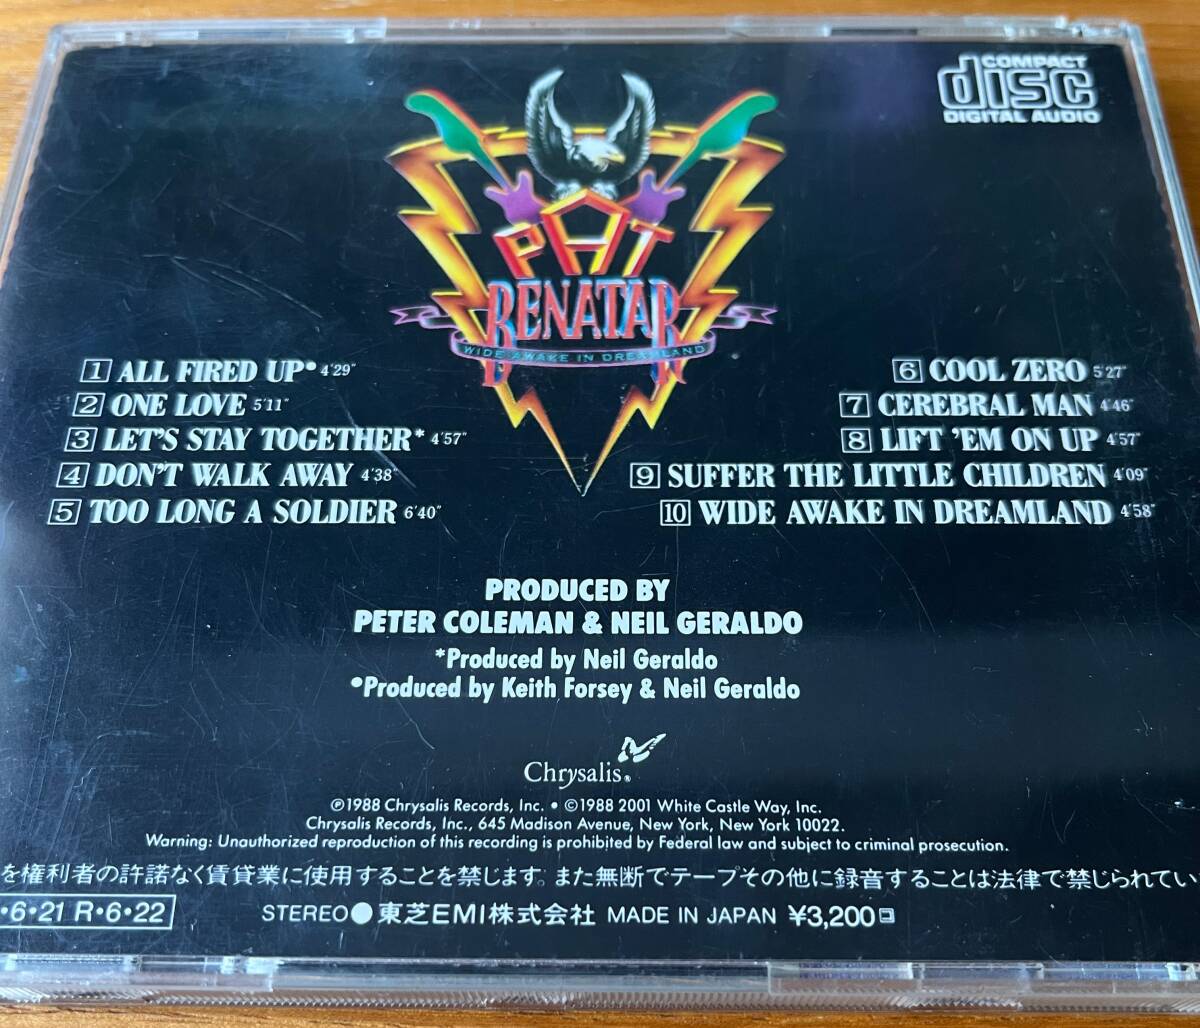 COMPACT
disc
DIGITAL AUDIO
PAT
BENATAR
WIDE AWAKE IN DREAMLAND
1 ALL FIRED UP• 4'29"
2 ONE LOVE 5'11"
3 LET'S STAY TOGETHER* 4'57"
4 DON'T WALK AWAY 4'38"
5 TOO LONG A SOLDIER 6'40"
6 COOL ZERO 5'27"
7 CEREBRAL MAN 4'46"
8 LIFT 'EM ON UP 4'57"
9 SUFFER THE LITTLE CHILDREN 4'09"
10 WIDE AWAKE IN DREAMLAND 4'58"
PRODUCED BY
PETER COLEMAN & NEIL GERALDO
*Produced by Neil Geraldo
•Produced by Keith Forsey & Neil Geraldo
Chrysalis®
℗1988 Chrysalis Records, Inc. • ©1988 2001 White Castle Way, Inc.
Chrysalis Records, Inc., 645 Madison Avenue, New York, New York 10022.
Warning: Unauthorized reproduction of this recording is prohibited by Federal law and subject to criminal prosecution.
を権利者の許諾なく賃貸業に使用することを禁じます。また無断でテープその他に録音することは法律で禁じられてい
•6•21 R•6•22
STEREO● 東芝EMI株式会社 MADE IN JAPAN ¥3,200